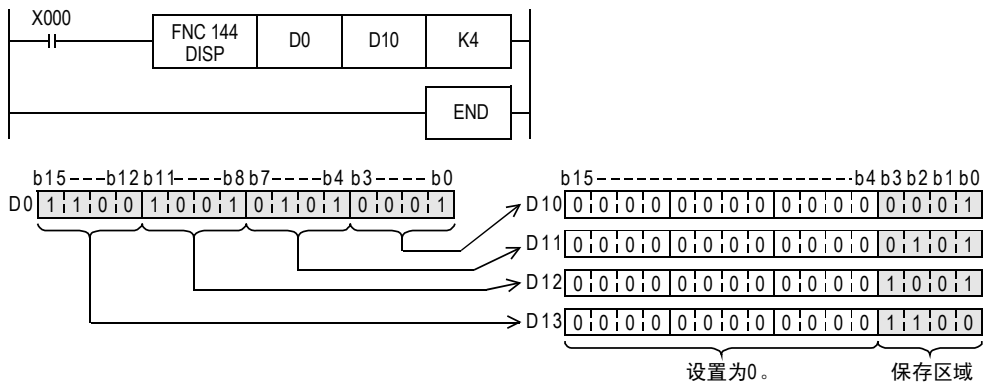 X000
FNC 144 D0 D10 K4
DISP
END
b15---b12 b11----b8 b7-----b4 b3-----b0
D0 1 1 0 0 1 0 0 1 0 1 0 1 0 0 0 1
b15--------------------b4 b3 b2 b1 b0
D10 0 0 0 0 0 0 0 0 0 0 0 0 0 0 0 1
D11 0 0 0 0 0 0 0 0 0 0 0 0 0 1 0 1
D12 0 0 0 0 0 0 0 0 0 0 0 0 1 0 0 1
D13 0 0 0 0 0 0 0 0 0 0 0 0 1 1 0 0
设置为0。 保存区域